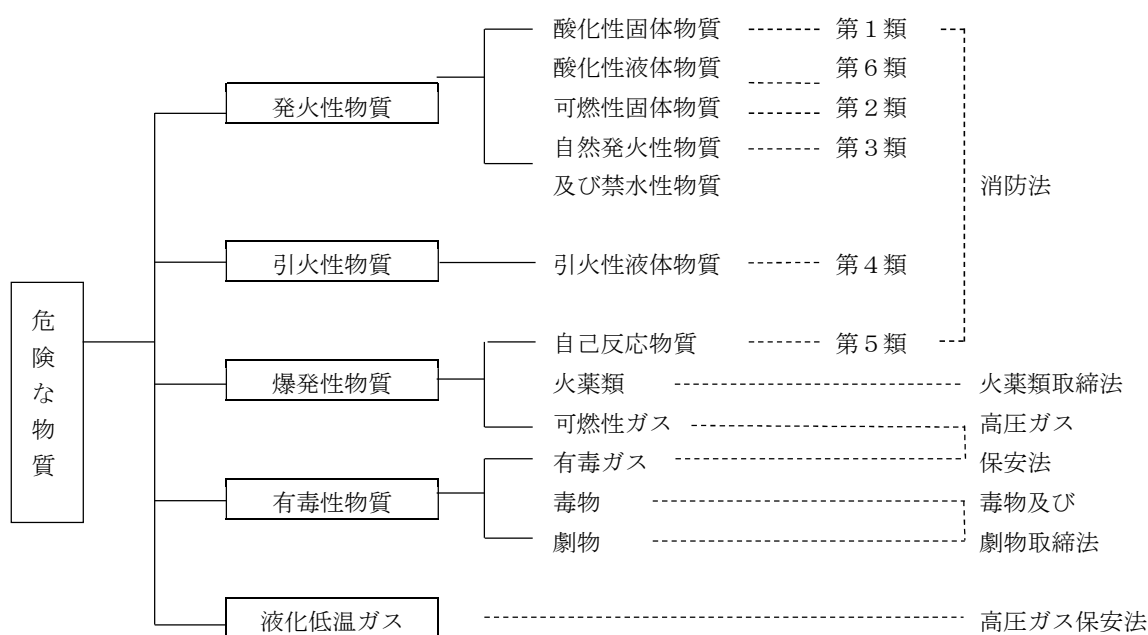 酸化性固体物質 第１類
酸化性液体物質 第６類
発火性物質 可燃性固体物質 第２類
自然発火性物質 第３類
及び禁水性物質 消防法
引火性物質 引火性液体物質 第４類
危険な物質
自己反応物質 第５類
爆発性物質 火薬類 火薬類取締法
可燃性ガス 高圧ガス
有毒ガス 保安法
有毒性物質 毒物 毒物及び
劇物 劇物取締法
液化低温ガス 高圧ガス保安法